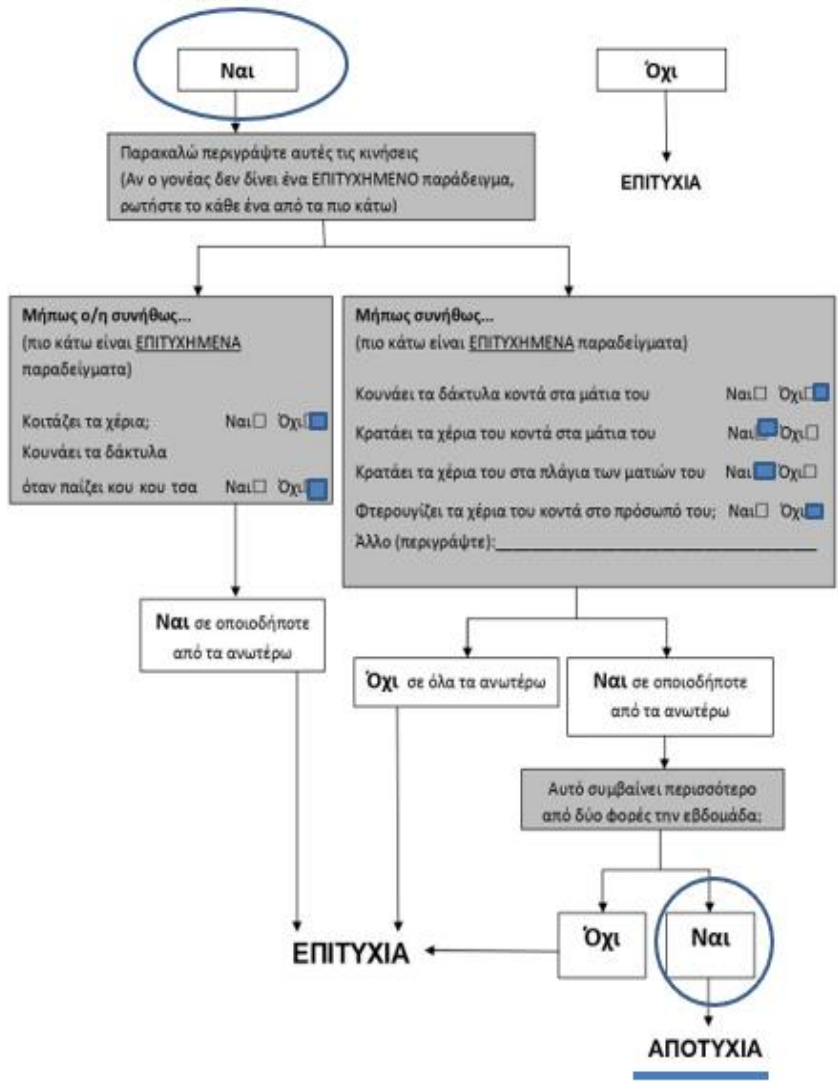 Ναι
Όχι
Παρακαλώ περιγράψτε αυτές τις κινήσεις
(Αν ο γονέας δεν δίνει ένα ΕΠΙΤΥΧΗΜΕΝΟ παράδειγμα,
ρωτήστε το κάθε ένα από τα πιο κάτω)
ΕΠΙΤΥΧΙΑ
Μήπως ο/η συνήθως...
(πιο κάτω είναι ΕΠΙΤΥΧΗΜΕΝΑ
παραδείγματα)
Κοιτάζει τα χέρια; Ναι☐ Όχι☐
Κουνάει τα δάκτυλα
όταν παίζει κου κου τσα Ναι☐ Όχι☐
Μήπως συνήθως...
(πιο κάτω είναι ΕΠΙΤΥΧΗΜΕΝΑ παραδείγματα)
Κουνάει τα δάκτυλα κοντά στα μάτια του Ναι☐ Όχι☐
Κρατάει τα χέρια του κοντά στα μάτια του Ναι☐ Όχι☐
Κρατάει τα χέρια του στα πλάγια των ματιών του Ναι☐ Όχι☐
Φτερουγίζει τα χέρια του κοντά στο πρόσωπό του; Ναι☐ Όχι☐
Άλλο (περιγράψτε):
Ναι σε οποιοδήποτε
από τα ανωτέρω
Όχι σε όλα τα ανωτέρω
Ναι σε οποιοδήποτε
από τα ανωτέρω
Αυτό συμβαίνει περισσότερο
από δύο φορές την εβδομάδα;
Όχι
Ναι
ΕΠΙΤΥΧΙΑ
ΑΠΟΤΥΧΙΑ